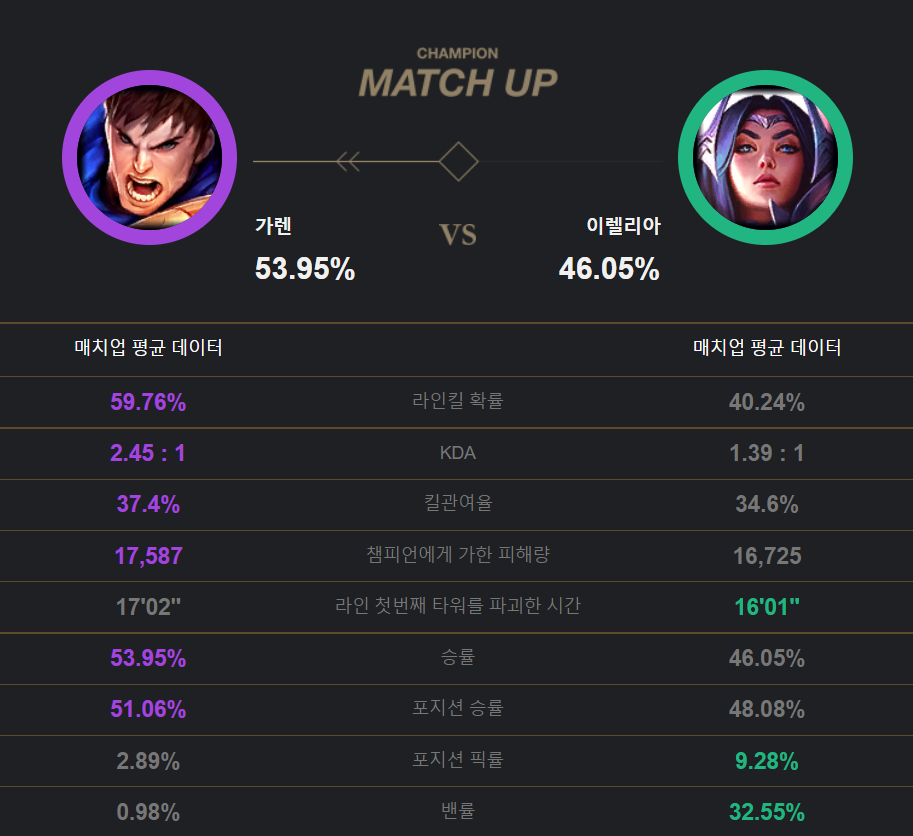 CHAMPION
MATCH UP
가렌 VS 이렐리아
53.95% 46.05%
매치업 평균 데이터 매치업 평균 데이터
59.76% 라인킬 확률 40.24%
2.45 : 1 KDA 1.39 : 1
37.4% 킬관여율 34.6%
17,587 챔피언에게 가한 피해량 16,725
17'02" 라인 첫번째 타워를 파괴한 시간 16'01"
53.95% 승률 46.05%
51.06% 포지션 승률 48.08%
2.89% 포지션 픽률 9.28%
0.98% 밴률 32.55%